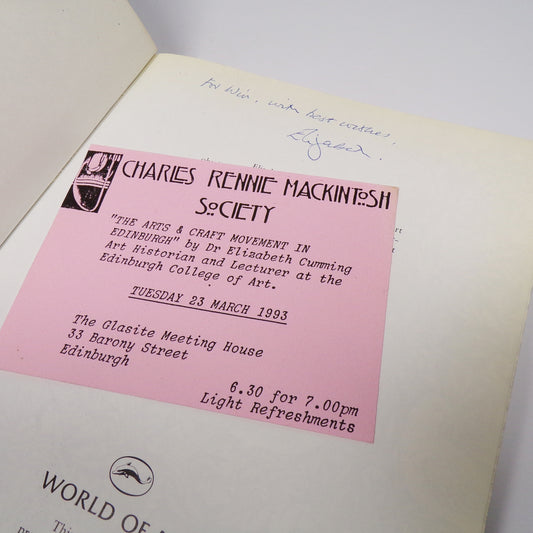 For Win, with best wishes,
Elizabeth.
CHARLES RENNIE MACKINTOSH
SOCIETY
"THE ARTS & CRAFT MOVEMENT IN
EDINBURGH" by Dr Elizabeth Cumming
Art Historian and Lecturer at the
Edinburgh College of Art.
TUESDAY 23 MARCH 1993
The Glasite Meeting House
33 Barony Street
Edinburgh
6.30 for 7.00pm
Light Refreshments
WORLD OF